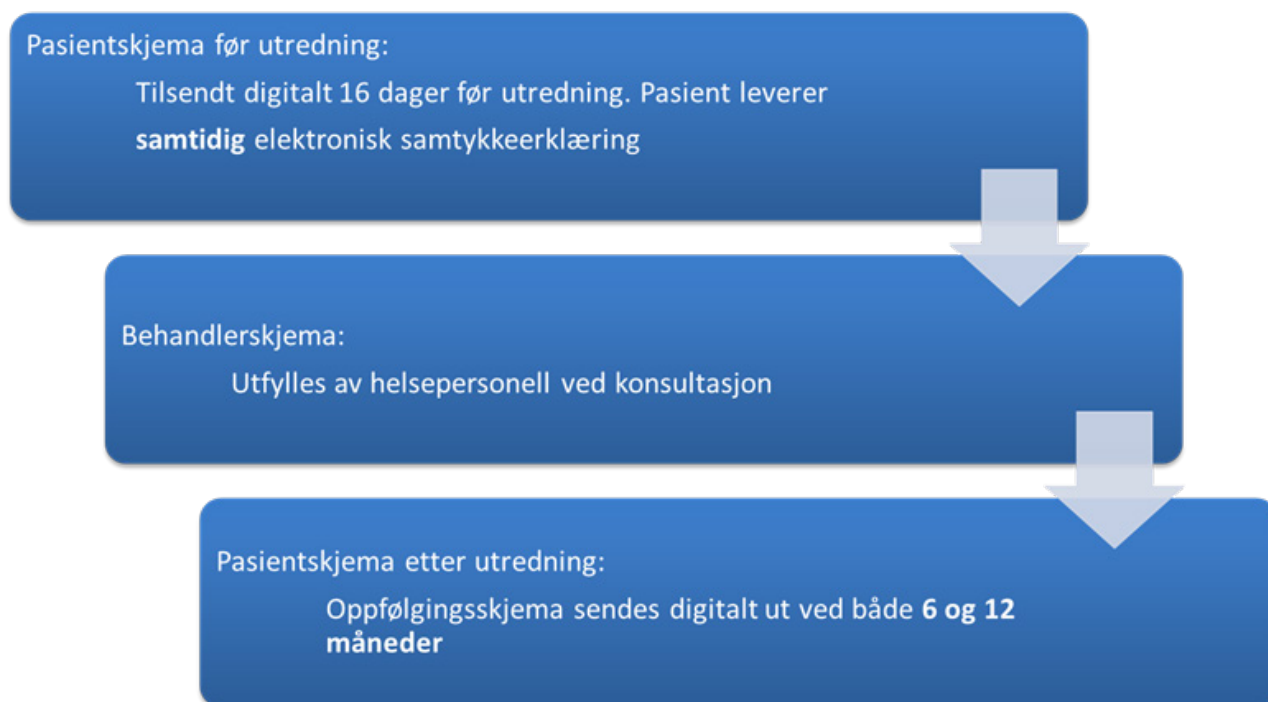 Pasientskjema før utredning:
Tilsendt digitalt 16 dager før utredning. Pasient leverer
samtidig elektronisk samtykkeerklæring
Behandlerskjema:
Utfylles av helsepersonell ved konsultasjon
Pasientskjema etter utredning:
Oppfølgingsskjema sendes digitalt ut ved både 6 og 12
måneder